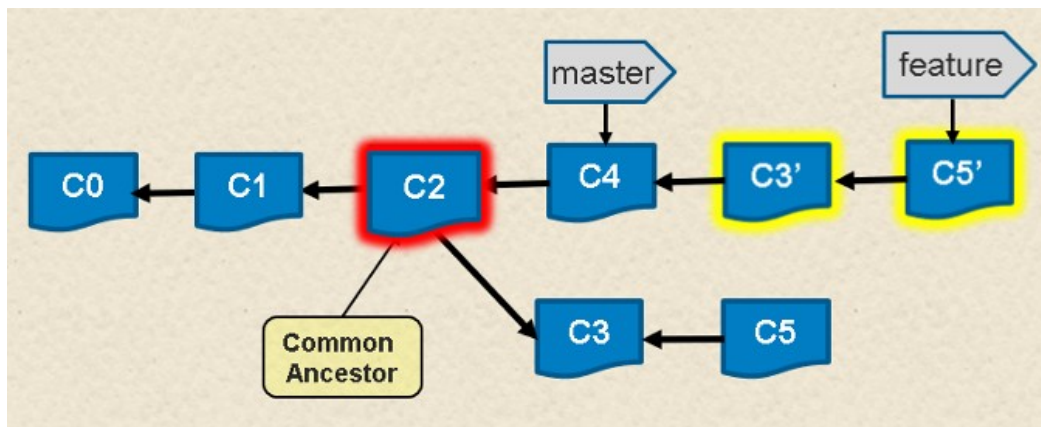 master
feature
C0
C1
C2
C4
C3’
C5’
C3
C5
Common
Ancestor